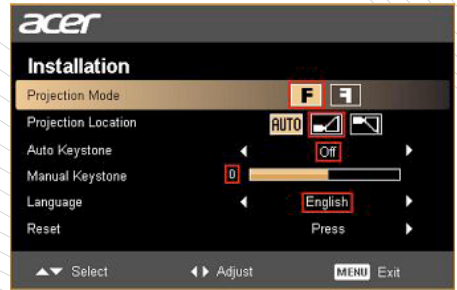 acer
Installation
Projection Mode F F
Projection Location AUTO
Auto Keystone Off
Manual Keystone 0
Language English
Reset Press
Select Adjust MENU Exit